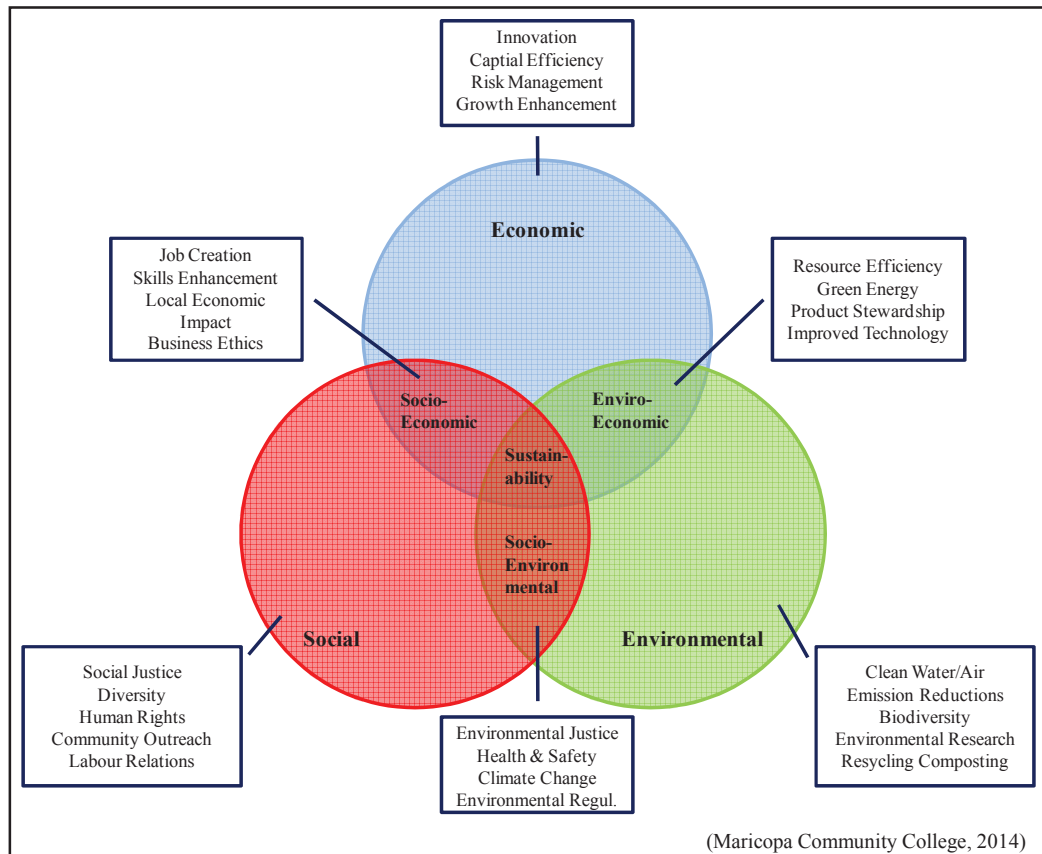 Innovation
Captial Efficiency
Risk Management
Growth Enhancement
Economic
Job Creation
Skills Enhancement
Local Economic
Impact
Business Ethics
Resource Efficiency
Green Energy
Product Stewardship
Improved Technology
Socio-
Economic
Enviro-
Economic
Sustain-
ability
Socio-
Environ
mental
Social
Environmental
Social Justice
Diversity
Human Rights
Community Outreach
Labour Relations
Environmental Justice
Health & Safety
Climate Change
Environmental Regul.
Clean Water/Air
Emission Reductions
Biodiversity
Environmental Research
Resycling Composting
(Maricopa Community College, 2014)